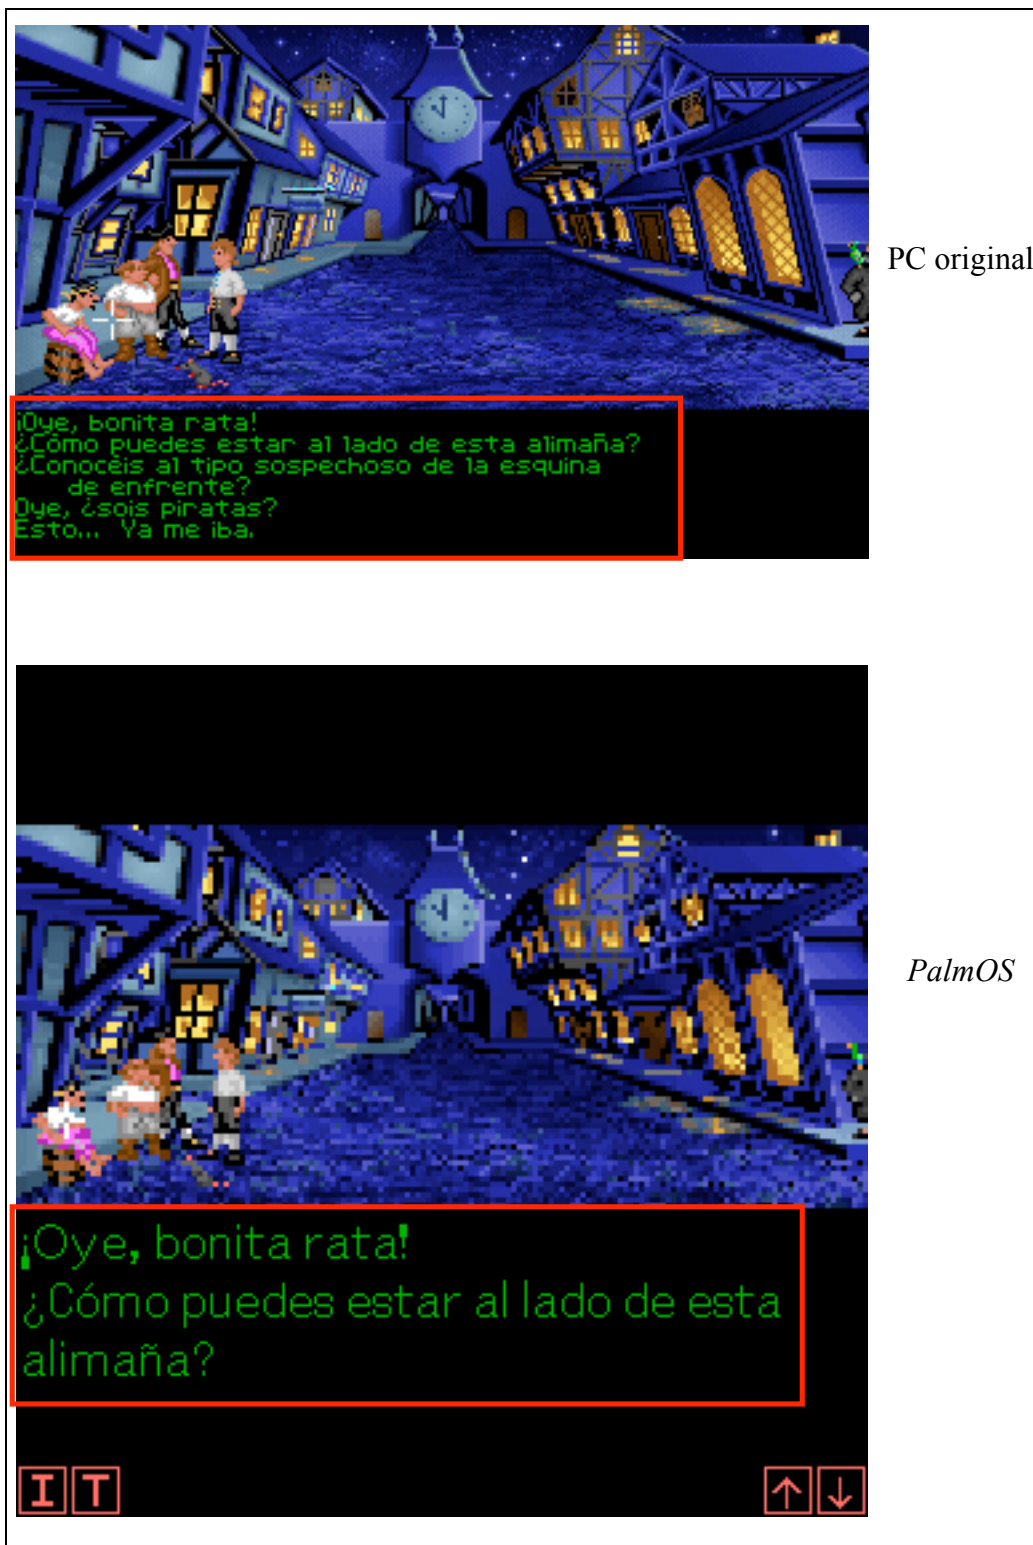 PC original
¡Oye, bonita rata!
¿Cómo puedes estar al lado de esta alimaña?
¿Conocéis al tipo sospechoso de la esquina
de enfrente?
Oye, ¿sois piratas?
Esto... Ya me iba.
PalmOS
¡Oye, bonita rata!
¿Cómo puedes estar al lado de esta
alimaña?
I T ↑ ↓